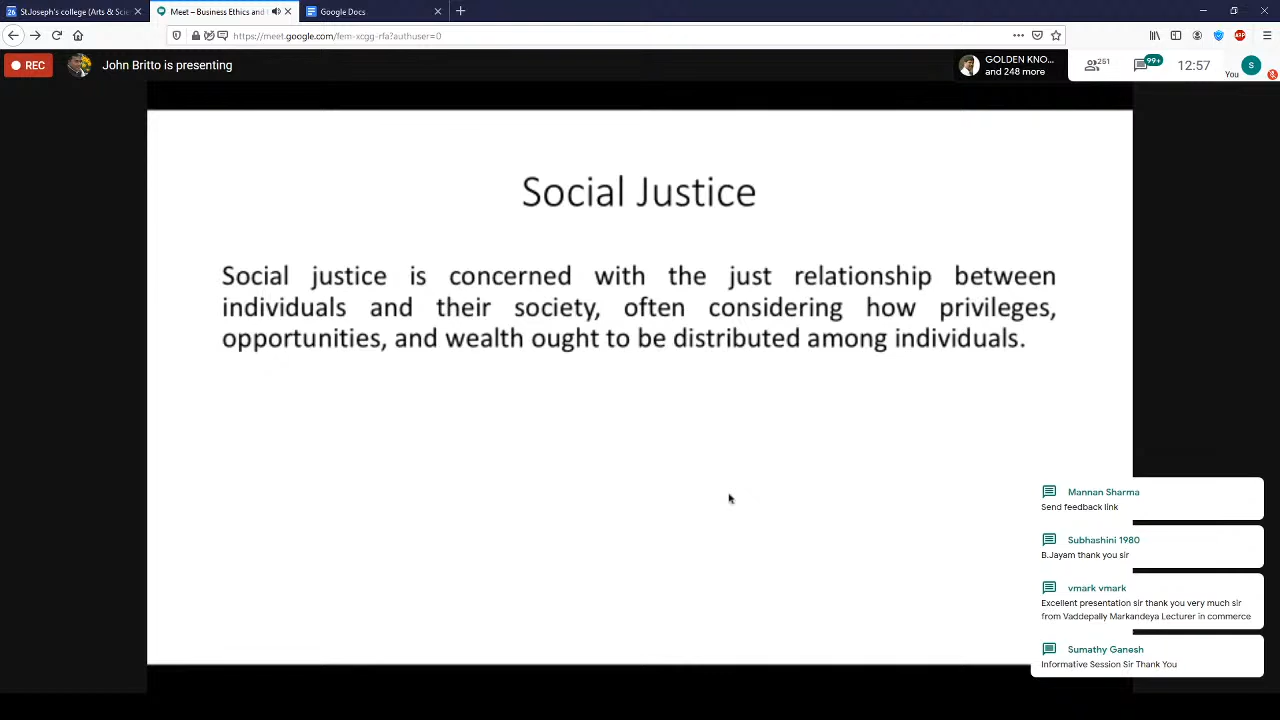 St.Joseph's college (Arts & Scie
Meet – Business Ethics and
Google Docs
https://meet.google.com/fem-xcgg-rfa?authuser=0
ABP
REC
John Britto is presenting
GOLDEN KNO...
and 248 more
251
99+
12:57
You
S
Social Justice
Social justice is concerned with the just relationship between
individuals and their society, often considering how privileges,
opportunities, and wealth ought to be distributed among individuals.
Mannan Sharma
Send feedback link
Subhashini 1980
B.Jayam thank you sir
vmark vmark
Excellent presentation sir thank you very much sir
from Vaddepally Markandeya Lecturer in commerce
Sumathy Ganesh
Informative Session Sir Thank You